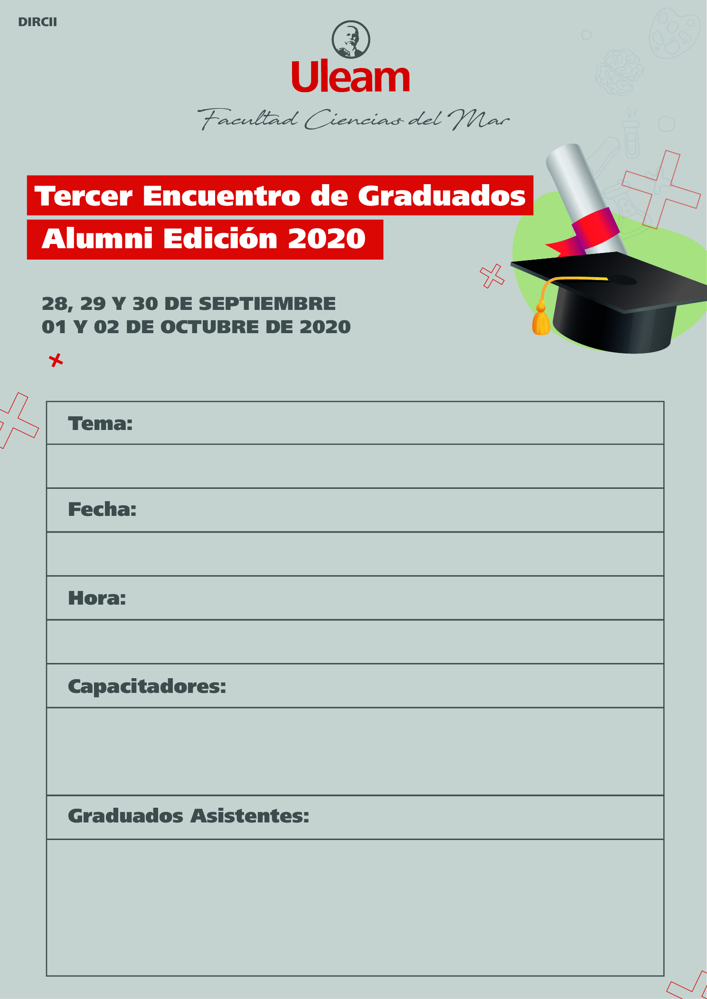 DIRCII
Uleam
Facultad Ciencias del Mar
Tercer Encuentro de Graduados
Alumni Edición 2020
28, 29 Y 30 DE SEPTIEMBRE
01 Y 02 DE OCTUBRE DE 2020
Tema:
Fecha:
Hora:
Capacitadores:
Graduados Asistentes: